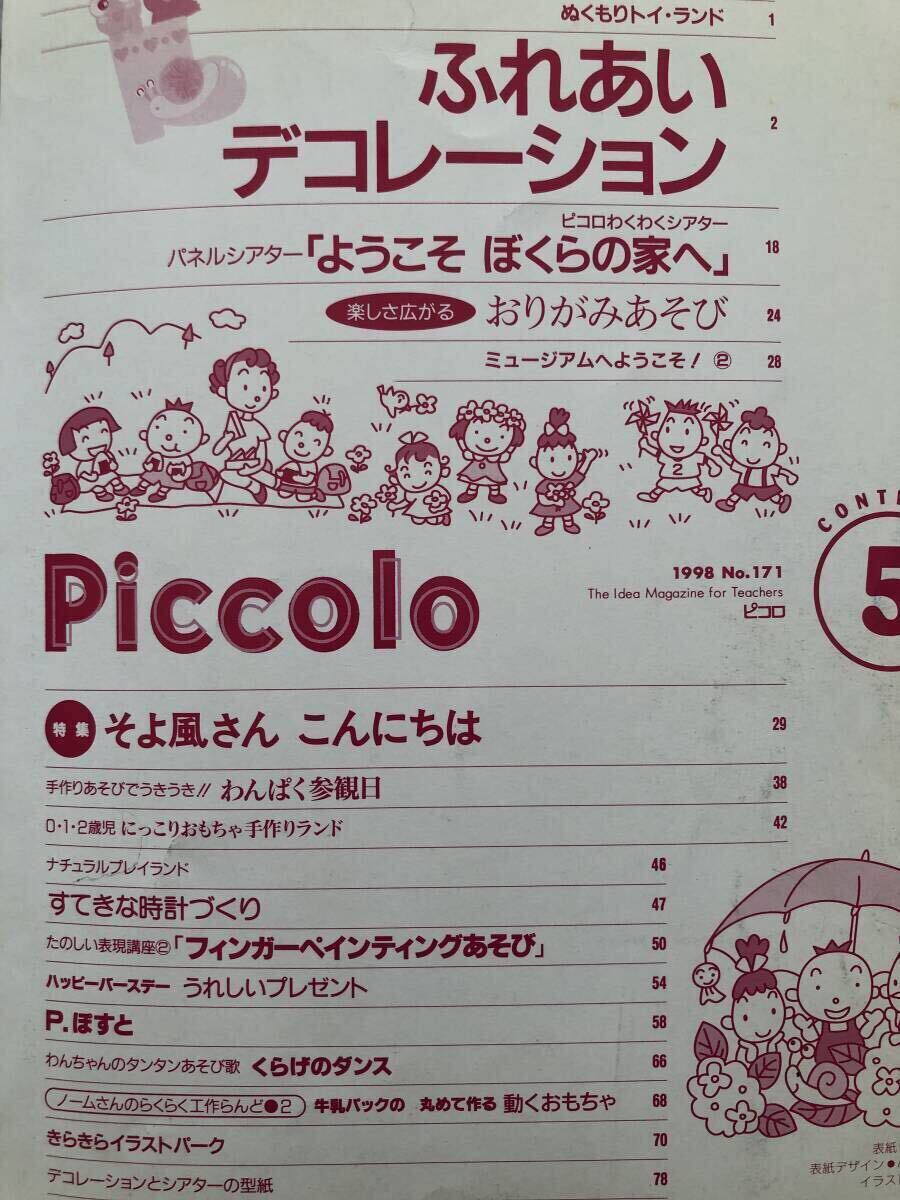 ぬくもりトイ・ランド 1
ふれあい
デコレーション 2
ピコロわくわくシアター
パネルシアター「ようこそ ぼくらの家へ」 18
楽しさ広がる おりがみあそび 24
ミュージアムへようこそ！ ② 28
2
CONTE
5
Piccolo
1998 No.171
The Idea Magazine for Teachers
ピコロ
特集 そよ風さん こんにちは 29
手作りあそびでうきうき!! わんぱく参観日 38
0・1・2歳児 にっこりおもちゃ手作りランド 42
ナチュラルプレイランド 46
すてきな時計づくり 47
たのしい表現講座② 「フィンガーペインティングあそび」 50
ハッピーバースデー うれしいプレゼント 54
P.ぽすと 58
わんちゃんのタンタンあそび歌 くらげのダンス 66
ノームさんのらくらく工作らんど●2 牛乳パックの 丸めて作る 動くおもちゃ 68
きらきらイラストパーク 70
デコレーションとシアターの型紙 78
表紙
表紙デザイン●
イラス